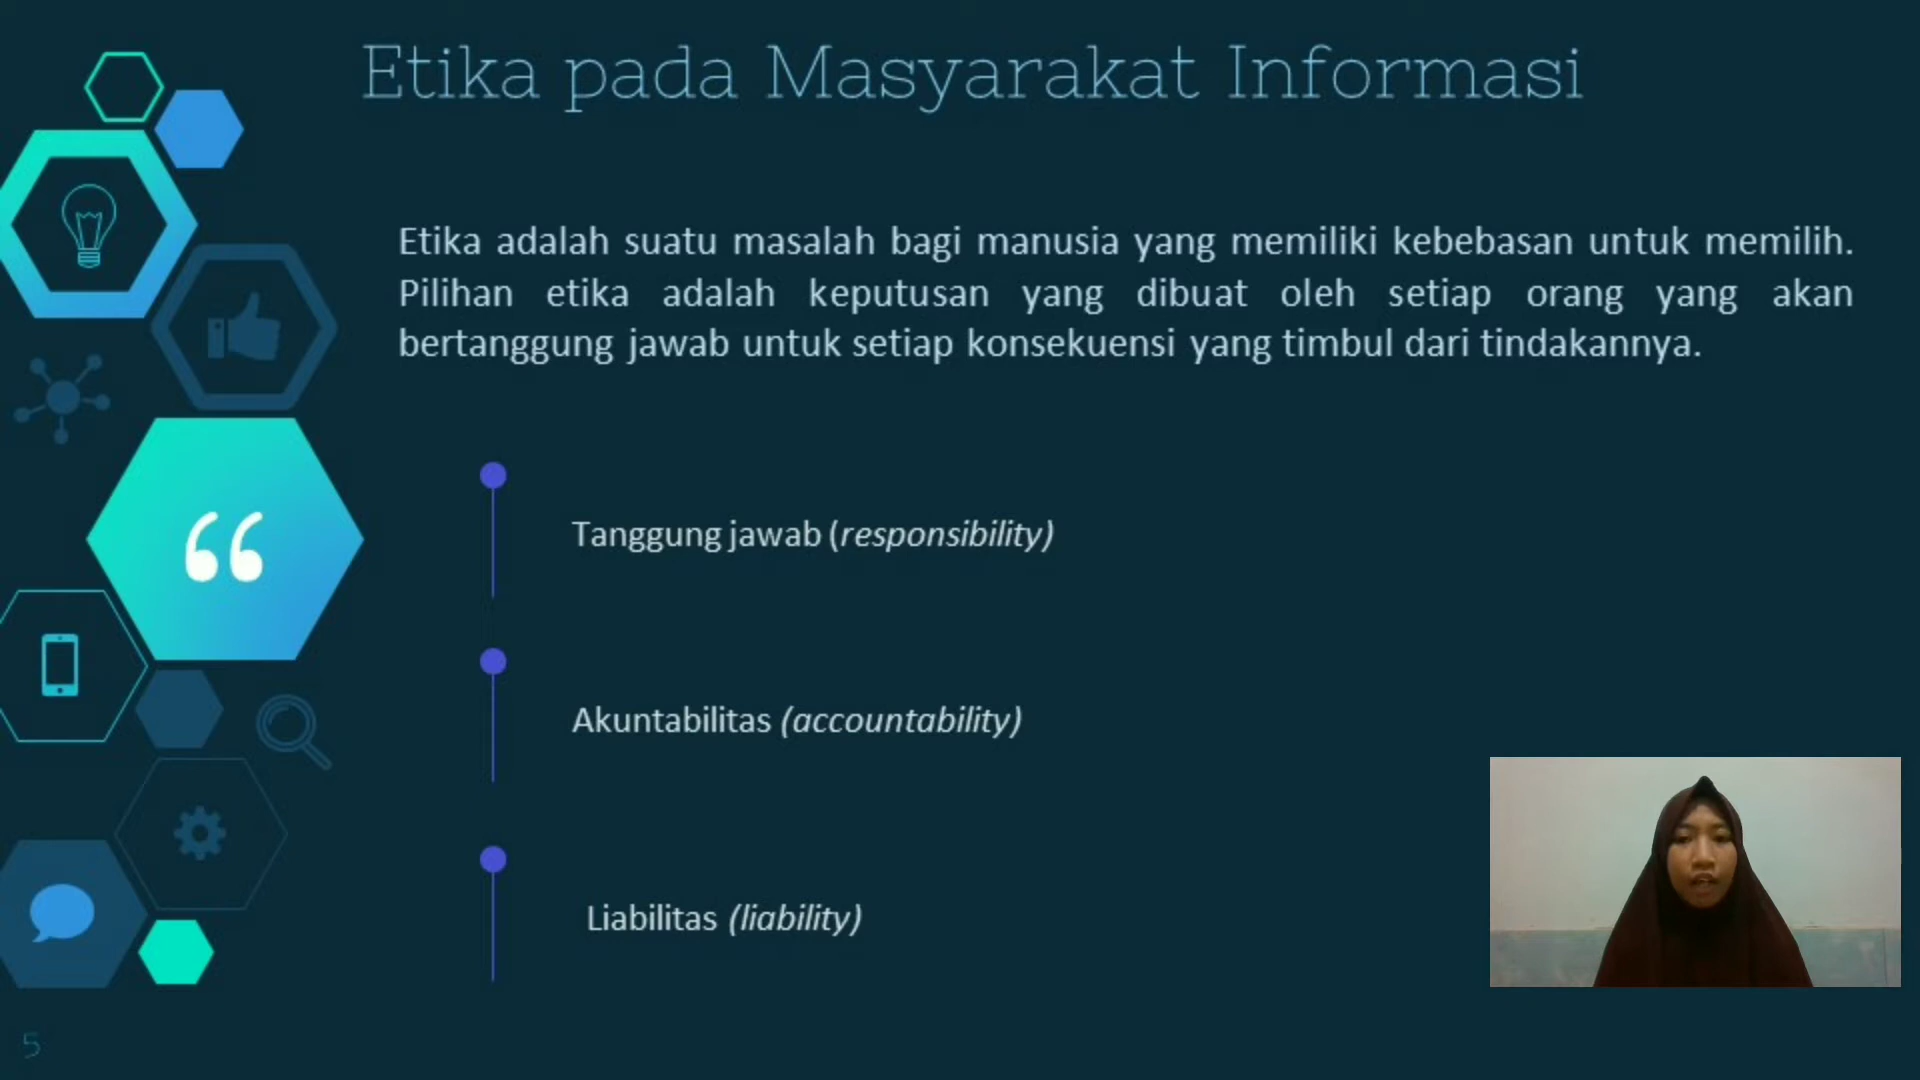 Etika pada Masyarakat Informasi
Etika adalah suatu masalah bagi manusia yang memiliki kebebasan untuk memilih.
Pilihan etika adalah keputusan yang dibuat oleh setiap orang yang akan
bertanggung jawab untuk setiap konsekuensi yang timbul dari tindakannya.
“
Tanggung jawab (responsibility)
Akuntabilitas (accountability)
Liabilitas (liability)
5